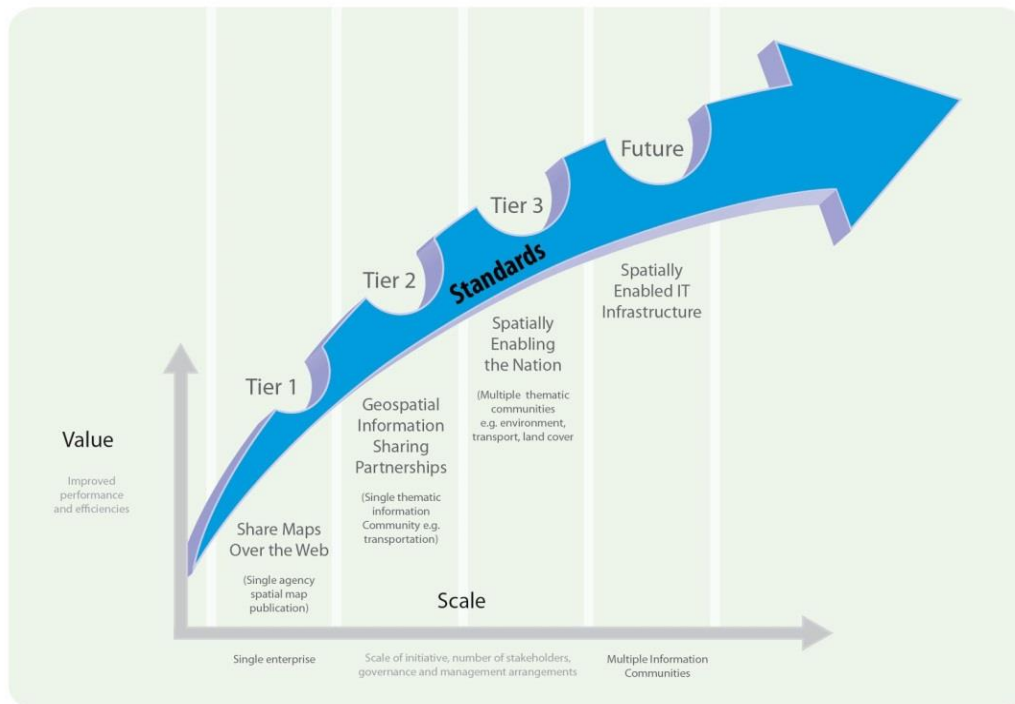 Future
Tier 3
Tier 2
Standards
Tier 1
Spatially
Enabled IT
Infrastructure
Spatially
Enabling
the Nation
(Multiple thematic
communities
e.g. environment,
transport, land cover
Geospatial
Information
Sharing
Partnerships
(Single thematic
information
Community e.g.
transportation)
Value
Improved
performance
and efficiencies
Share Maps
Over the Web
(Single agency
spatial map
publication)
Scale
Single enterprise
Scale of initiative, number of stakeholders,
governance and management arrangements
Multiple Information
Communities